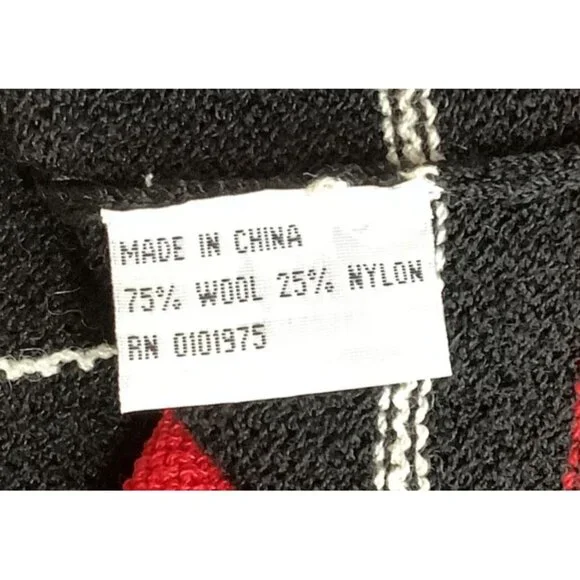 MADE IN CHINA
75% WOOL 25% NYLON
RN 0101975